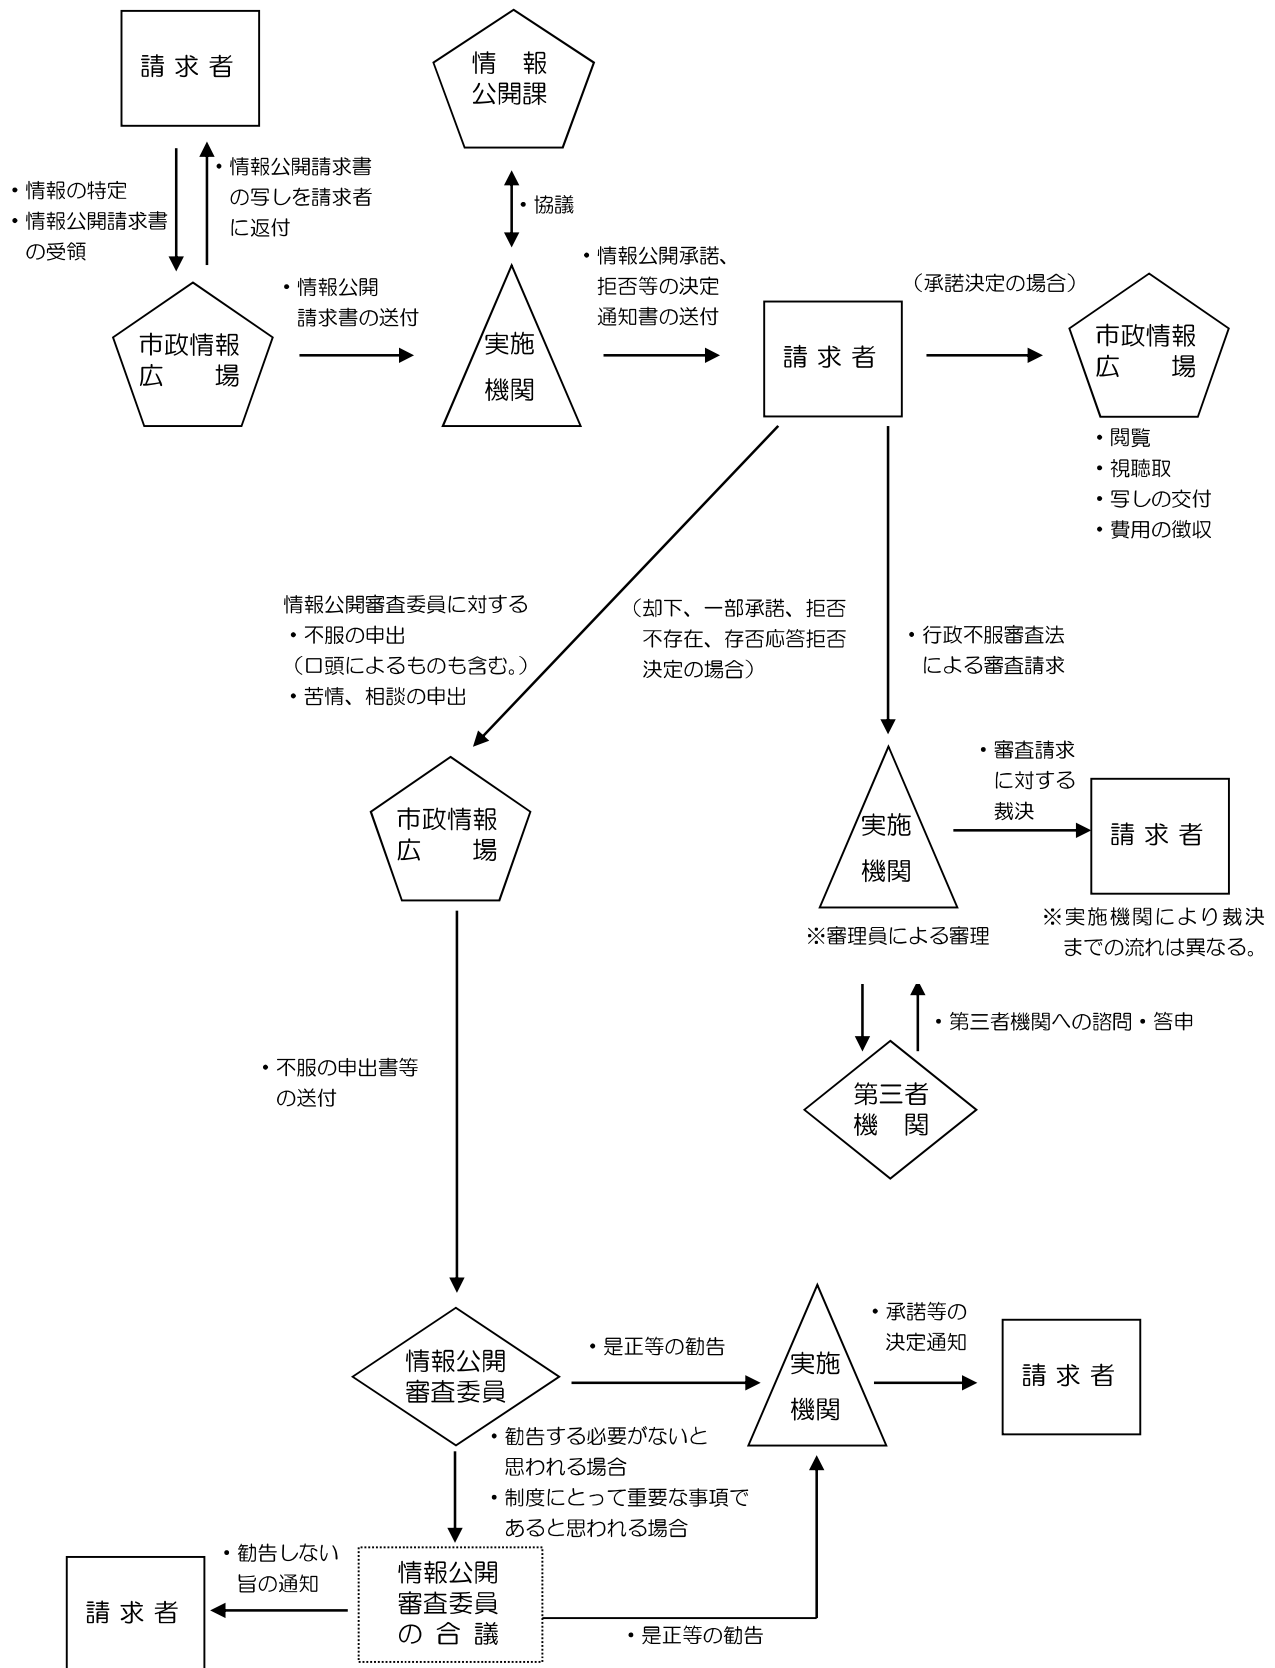 請求者
情　報
公開課
・情報の特定
・情報公開請求書
の受領
・情報公開請求書
の写しを請求者
に返付
・協議
市政情報
広　　場
・情報公開
請求書の送付
実施
機関
・情報公開承諾、
拒否等の決定
通知書の送付
請求者
（承諾決定の場合）
市政情報
広　　場
・閲覧
・視聴取
・写しの交付
・費用の徴収
情報公開審査委員に対する
・不服の申出
（口頭によるものも含む。）
・苦情、相談の申出
（却下、一部承諾、拒否
不存在、存否応答拒否
決定の場合）
・行政不服審査法
による審査請求
市政情報
広　　場
実施
機関
・審査請求
に対する
裁決
請求者
※審理員による審理
※実施機関により裁決
までの流れは異なる。
・第三者機関への諮問・答申
第三者
機　関
・不服の申出書等
の送付
情報公開
審査委員
・是正等の勧告
実施
機関
・承諾等の
決定通知
請求者
・勧告する必要がないと
思われる場合
・制度にとって重要な事項で
あると思われる場合
・勧告しない
旨の通知
請求者
情報公開
審査委員
の合議
・是正等の勧告